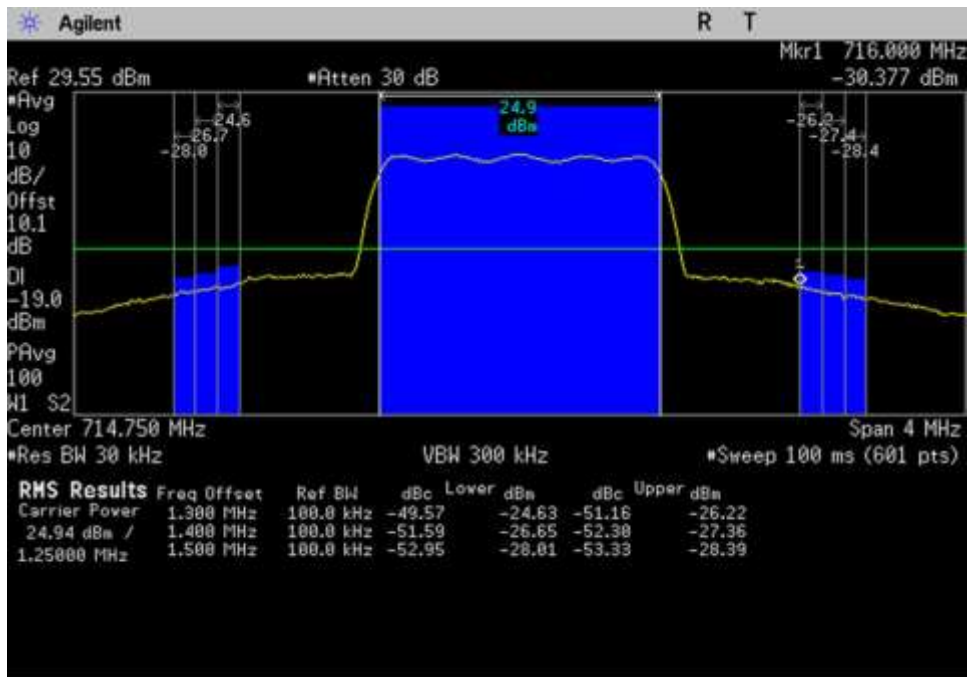 Agilent R T
Mkr1 716.000 MHz
Ref 29.55 dBm #Atten 30 dB -30.377 dBm
#Avg
Log
10
dB/
Offst
10.1
dB
DI
-19.0
dBm
PAvg
100
W1 S2
24.9
dBm
-24.6
-26.7
-28.0
-26.2
-27.4
-28.4
1
Center 714.750 MHz Span 4 MHz
#Res BW 30 kHz VBW 300 kHz #Sweep 100 ms (601 pts)
RMS Results Freq Offset Ref BW dBc Lower dBm dBc Upper dBm
Carrier Power 1.300 MHz 100.0 kHz -49.57 -24.63 -51.16 -26.22
24.94 dBm / 1.400 MHz 100.0 kHz -51.59 -26.65 -52.30 -27.36
1.25000 MHz 1.500 MHz 100.0 kHz -52.95 -28.01 -53.33 -28.39